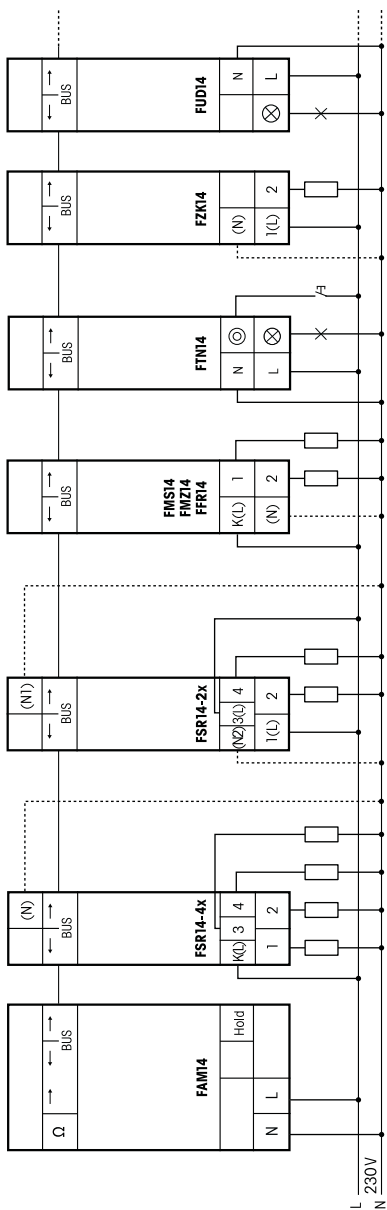 Ω
BUS
FAM14
Hold
N L
(N)
BUS
FSR14-4x
K(L) 3 4
1 2
(N1)
BUS
FSR14-2x
(N2) 3(L) 4
1(L) 2
BUS
FMS14
FMZ14
FFR14
K(L) 1
(N) 2
BUS
FTN14
N
L
BUS
FZK14
(N)
1(L) 2
BUS
FUD14
N
L
L
230V
N